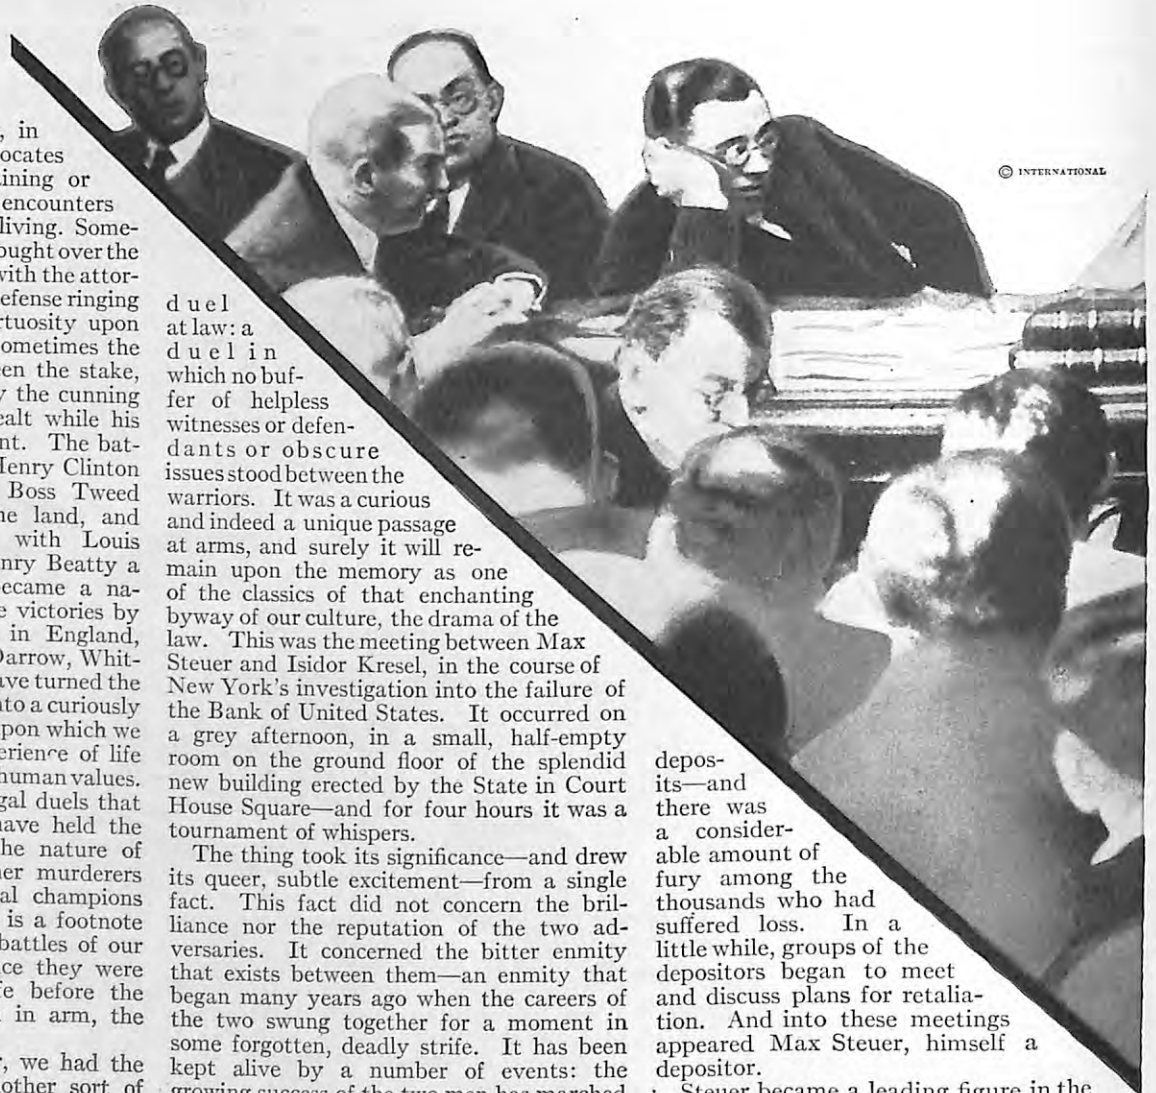 , in
ocates
ining or
encounters
living. Some-
ought over the
with the attor-
efense ringing
rtuosity upon
ometimes the
en the stake,
y the cunning
ealt while his
nt. The bat-
Henry Clinton
Boss Tweed
he land, and
with Louis
nry Beatty a
ecame a na-
e victories by
in England,
Darrow, Whit-
ave turned the
nto a curiously
pon which we
erience of life
human values.
gal duels that
have held the
he nature of
her murderers
al champions
is a footnote
battles of our
ce they were
fe before the
in arm, the
, we had the
other sort of
duel
at law: a
duel in
which no buf-
fer of helpless
witnesses or defen-
dants or obscure
issues stood between the
warriors. It was a curious
and indeed a unique passage
at arms, and surely it will re-
main upon the memory as one
of the classics of that enchanting
byway of our culture, the drama of the
law. This was the meeting between Max
Steuer and Isidor Kresel, in the course of
New York's investigation into the failure of
the Bank of United States. It occurred on
a grey afternoon, in a small, half-empty
room on the ground floor of the splendid
new building erected by the State in Court
House Square—and for four hours it was a
tournament of whispers.
The thing took its significance—and drew
its queer, subtle excitement—from a single
fact. This fact did not concern the bril-
liance nor the reputation of the two ad-
versaries. It concerned the bitter enmity
that exists between them—an enmity that
began many years ago when the careers of
the two swung together for a moment in
some forgotten, deadly strife. It has been
kept alive by a number of events: the
growing success of the two men has marched
© INTERNATIONAL
depos-
its—and
there was
a consider-
able amount of
fury among the
thousands who had
suffered loss. In a
little while, groups of the
depositors began to meet
and discuss plans for retalia-
tion. And into these meetings
appeared Max Steuer, himself a
depositor.
Steuer became a leading figure in the